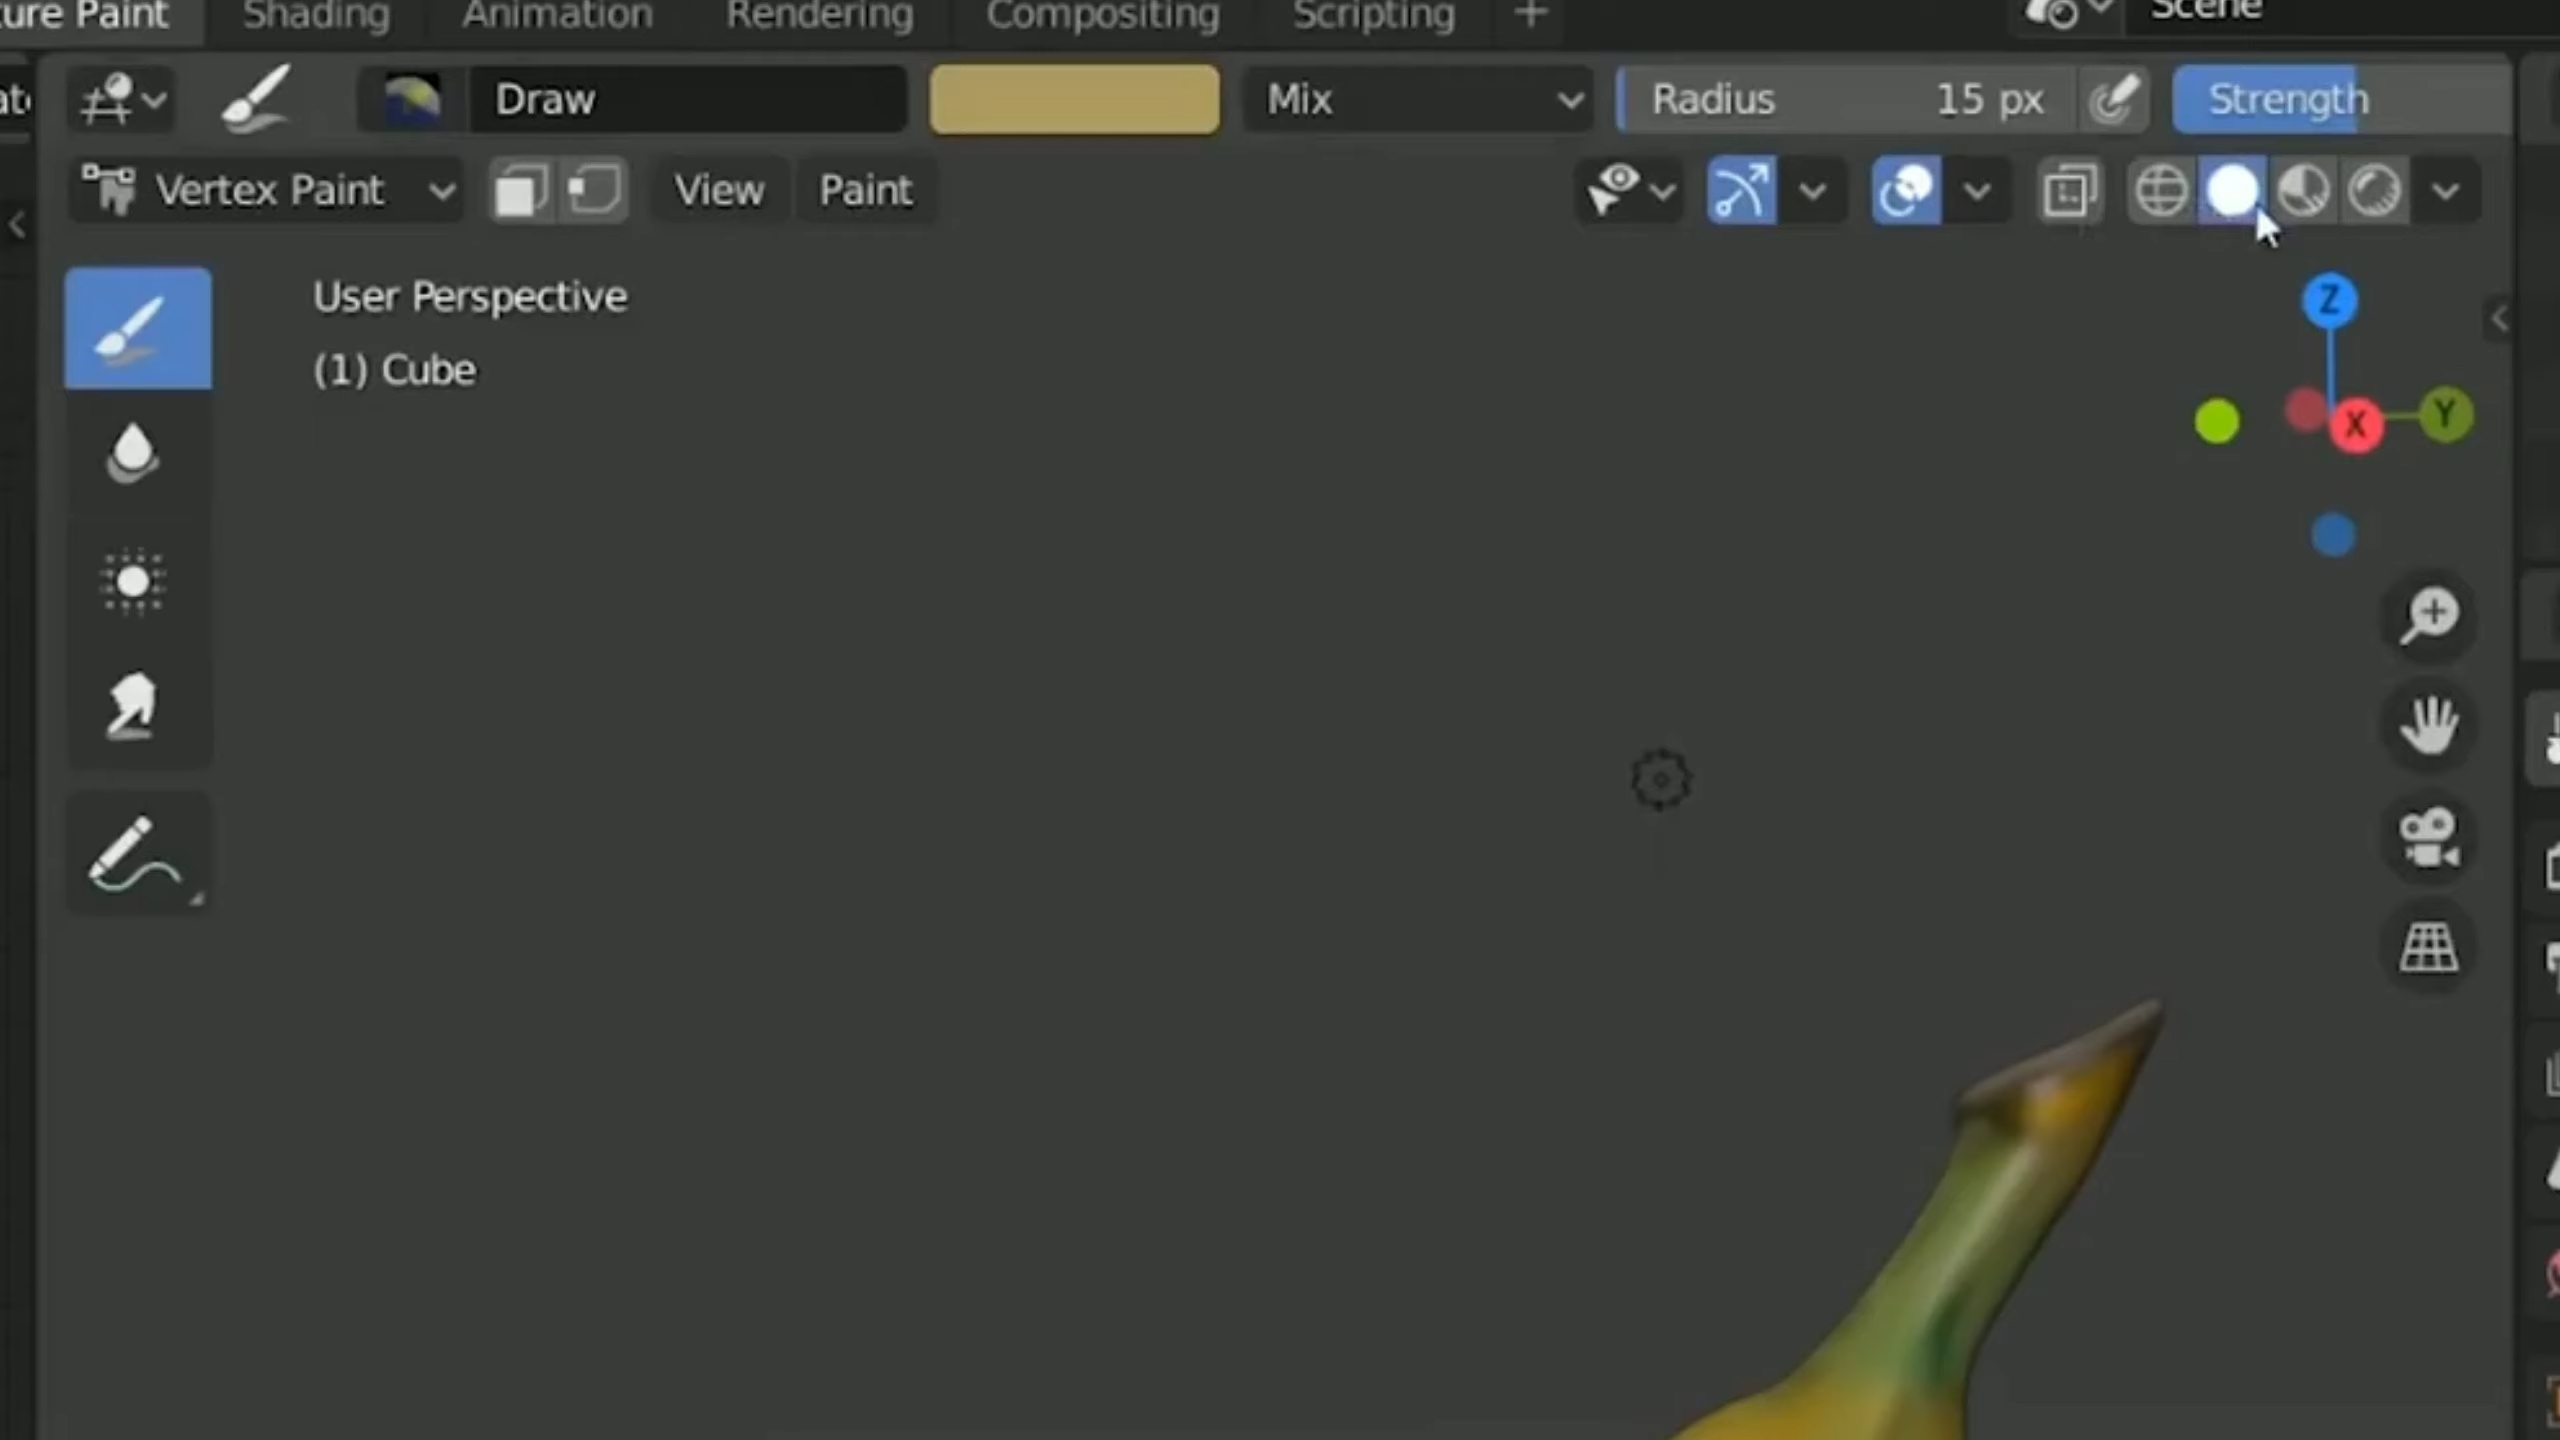 ure Paint Shading Animation Rendering Compositing Scripting + Scene
Draw Mix Radius 15 px Strength
Vertex Paint View Paint
User Perspective
(1) Cube
Z
X Y